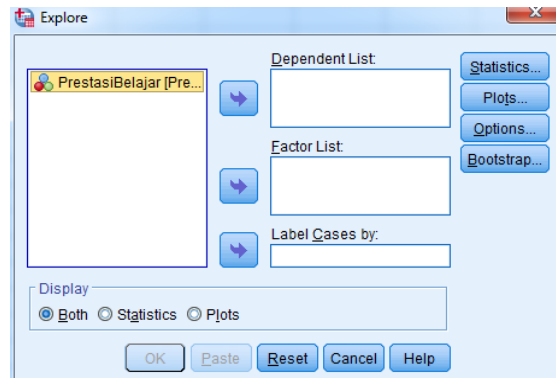 Explore
PrestasiBelajar [Pre...
Dependent List:
Factor List:
Label Cases by:
Statistics...
Plots...
Options...
Bootstrap...
Display
Both Statistics Plots
OK Paste Reset Cancel Help